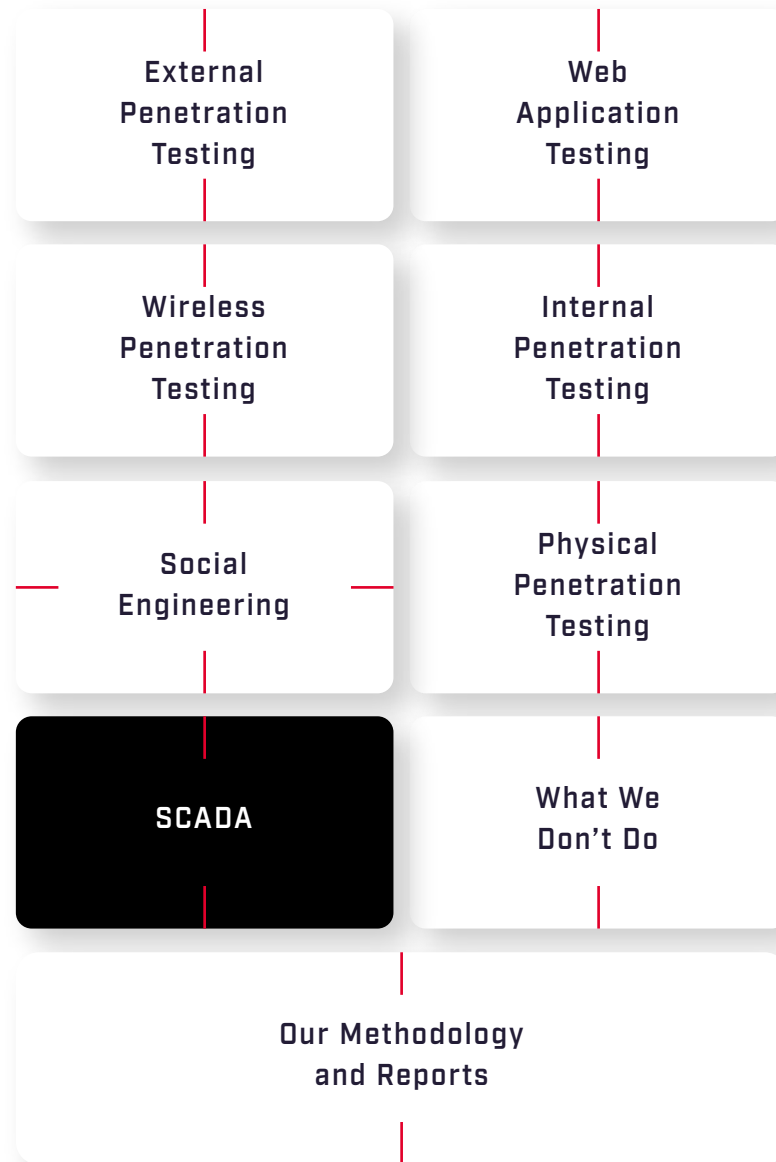 External
Penetration
Testing
Web
Application
Testing
Wireless
Penetration
Testing
Internal
Penetration
Testing
Social
Engineering
Physical
Penetration
Testing
SCADA
What We
Don’t Do
Our Methodology
and Reports